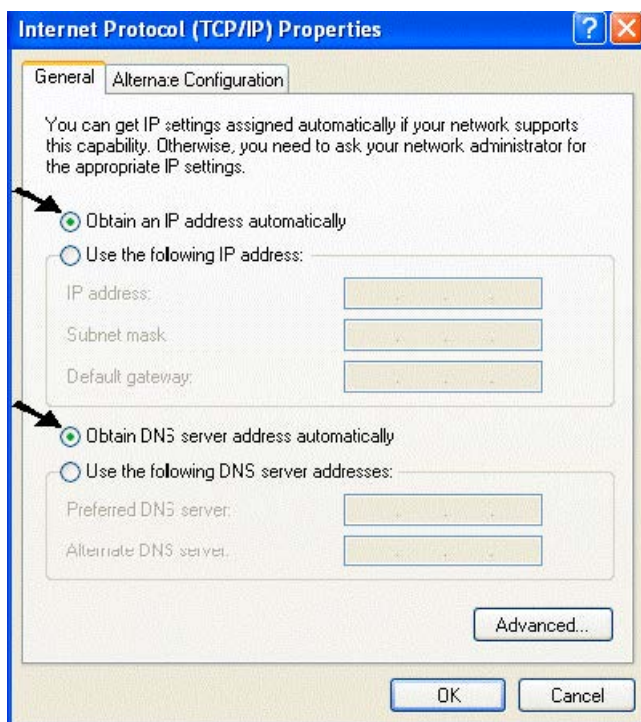 Internet Protocol (TCP/IP) Properties
General
Alternate Configuration
You can get IP settings assigned automatically if your network supports
this capability. Otherwise, you need to ask your network administrator for
the appropriate IP settings.
Obtain an IP address automatically
Use the following IP address:
IP address:
Subnet mask
Default gateway:
Obtain DNS server address automatically
Use the following DNS server addresses:
Preferred DNS server:
Alternate DNS server:
Advanced...
OK
Cancel